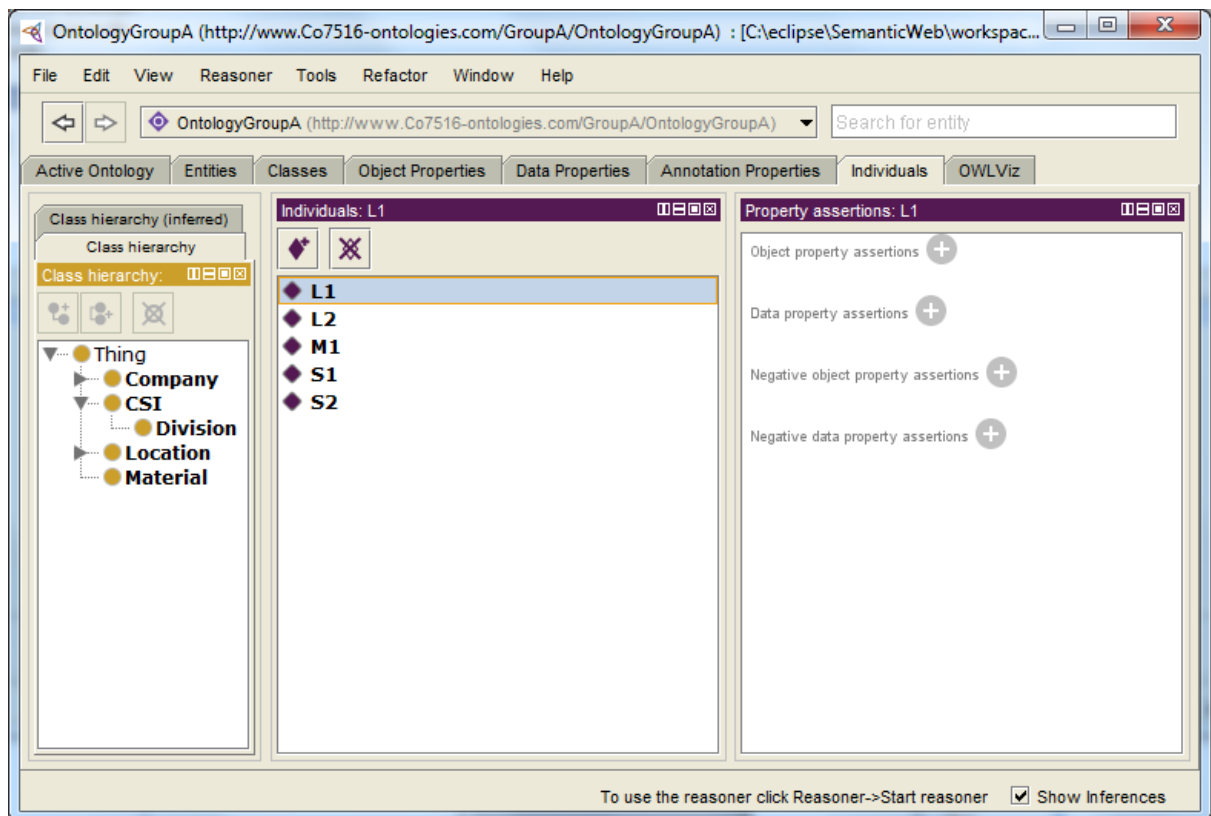 OntologyGroupA (http://www.Co7516-ontologies.com/GroupA/OntologyGroupA) : [C:\eclipse\SemanticWeb\workspac...
File Edit View Reasoner Tools Refactor Window Help
OntologyGroupA (http://www.Co7516-ontologies.com/GroupA/OntologyGroupA) Search for entity
Active Ontology Entities Classes Object Properties Data Properties Annotation Properties Individuals OWLViz
Class hierarchy (inferred)
Class hierarchy
Class hierarchy:
Thing
Company
CSI
Division
Location
Material
Individuals: L1
L1
L2
M1
S1
S2
Property assertions: L1
Object property assertions
Data property assertions
Negative object property assertions
Negative data property assertions
To use the reasoner click Reasoner->Start reasoner Show Inferences